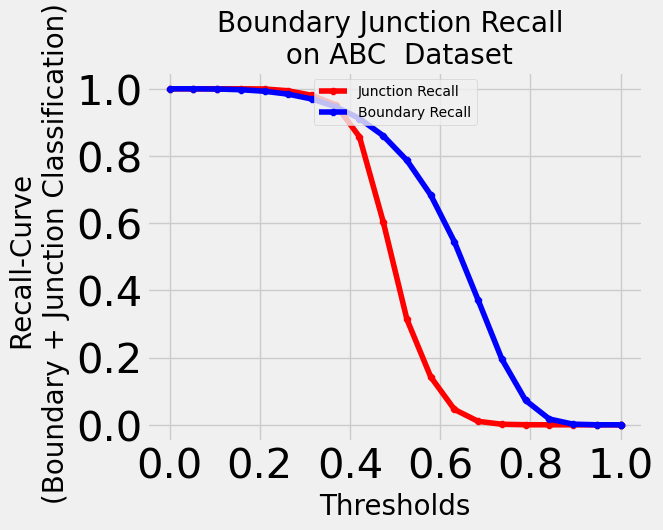 Boundary Junction Recall
on ABC  Dataset
Junction Recall
Boundary Recall
Recall-Curve
(Boundary + Junction Classification)
1.0
0.8
0.6
0.4
0.2
0.0
0.0 0.2 0.4 0.6 0.8 1.0
Thresholds